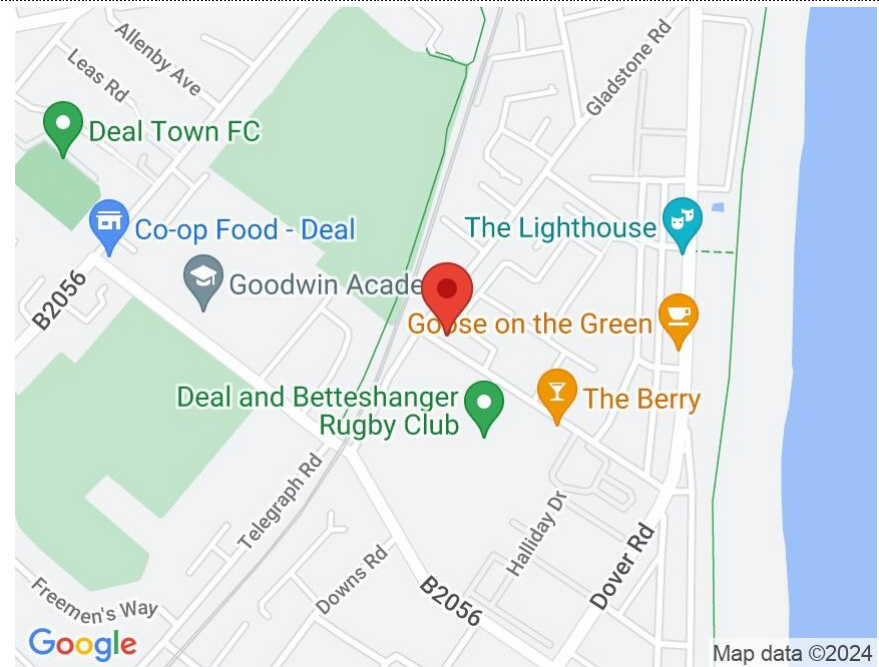 Allenby Ave
Leas Rd
Gladstone Rd
Deal Town FC
Co-op Food - Deal
The Lighthouse
B2056
Goodwin Acade
Goose on the Green
Deal and Betteshanger
Rugby Club
The Berry
Telegraph Rd
Halliday Dr
Downs Rd
Dover Rd
B2056
Freemen's Way
Google
Map data ©2024